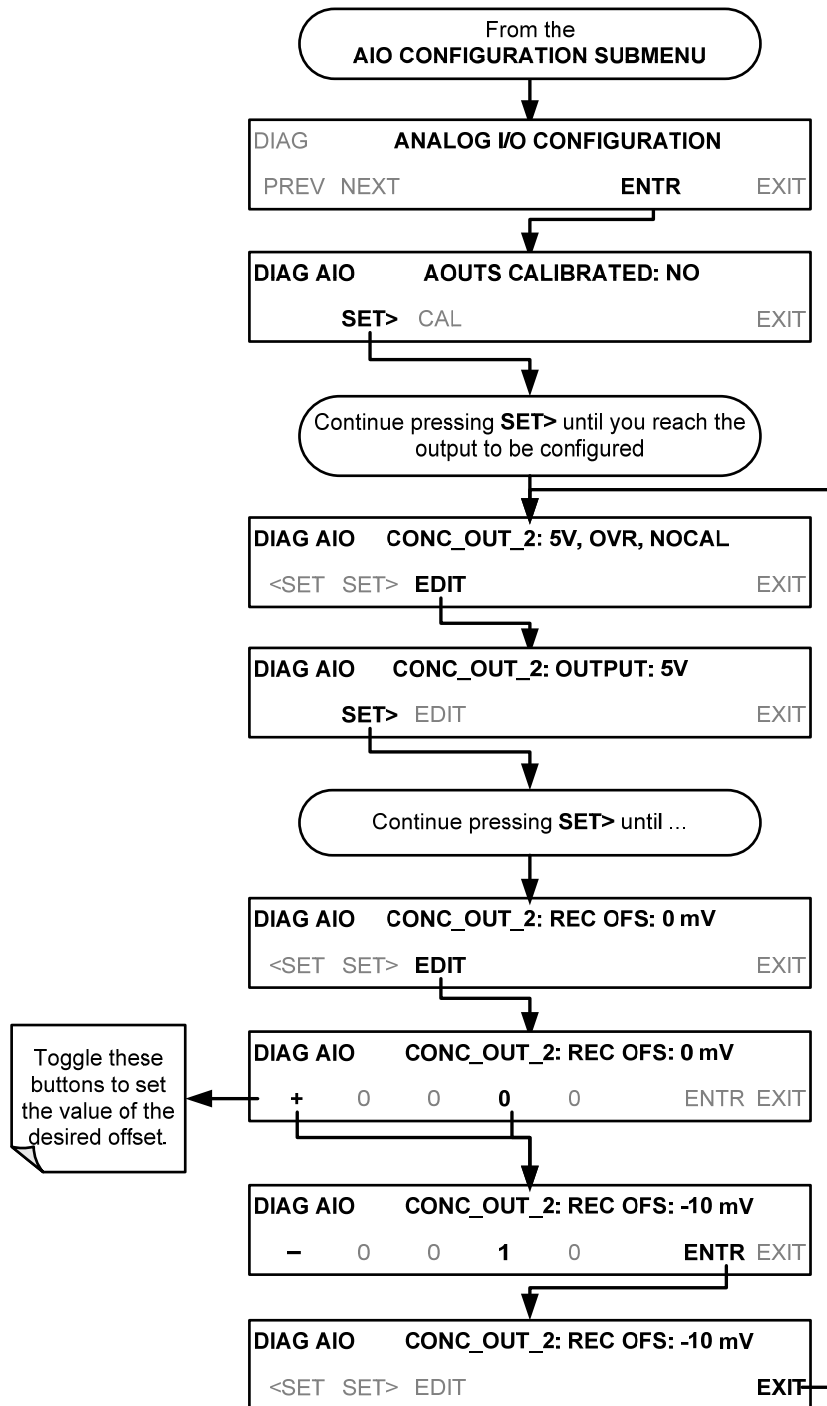 From the
AIO CONFIGURATION SUBMENU
DIAG ANALOG I/O CONFIGURATION
PREV NEXT ENTR EXIT
DIAG AIO AOUTS CALIBRATED: NO
SET> CAL EXIT
Continue pressing SET> until you reach the
output to be configured
DIAG AIO CONC_OUT_2: 5V, OVR, NOCAL
<SET SET> EDIT EXIT
DIAG AIO CONC_OUT_2: OUTPUT: 5V
SET> EDIT EXIT
Continue pressing SET> until ...
DIAG AIO CONC_OUT_2: REC OFS: 0 mV
<SET SET> EDIT EXIT
Toggle these
buttons to set
the value of the
desired offset.
DIAG AIO CONC_OUT_2: REC OFS: 0 mV
+ 0 0 0 0 ENTR EXIT
DIAG AIO CONC_OUT_2: REC OFS: -10 mV
– 0 0 1 0 ENTR EXIT
DIAG AIO CONC_OUT_2: REC OFS: -10 mV
<SET SET> EDIT EXIT